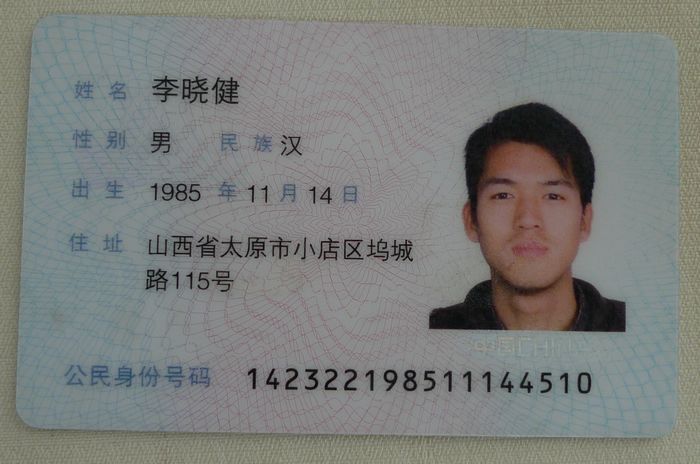 姓名 李晓健
性别 男 民族 汉
出生 1985 年 11 月 14 日
住址 山西省太原市小店区坞城
路115号
公民身份号码 142322198511144510